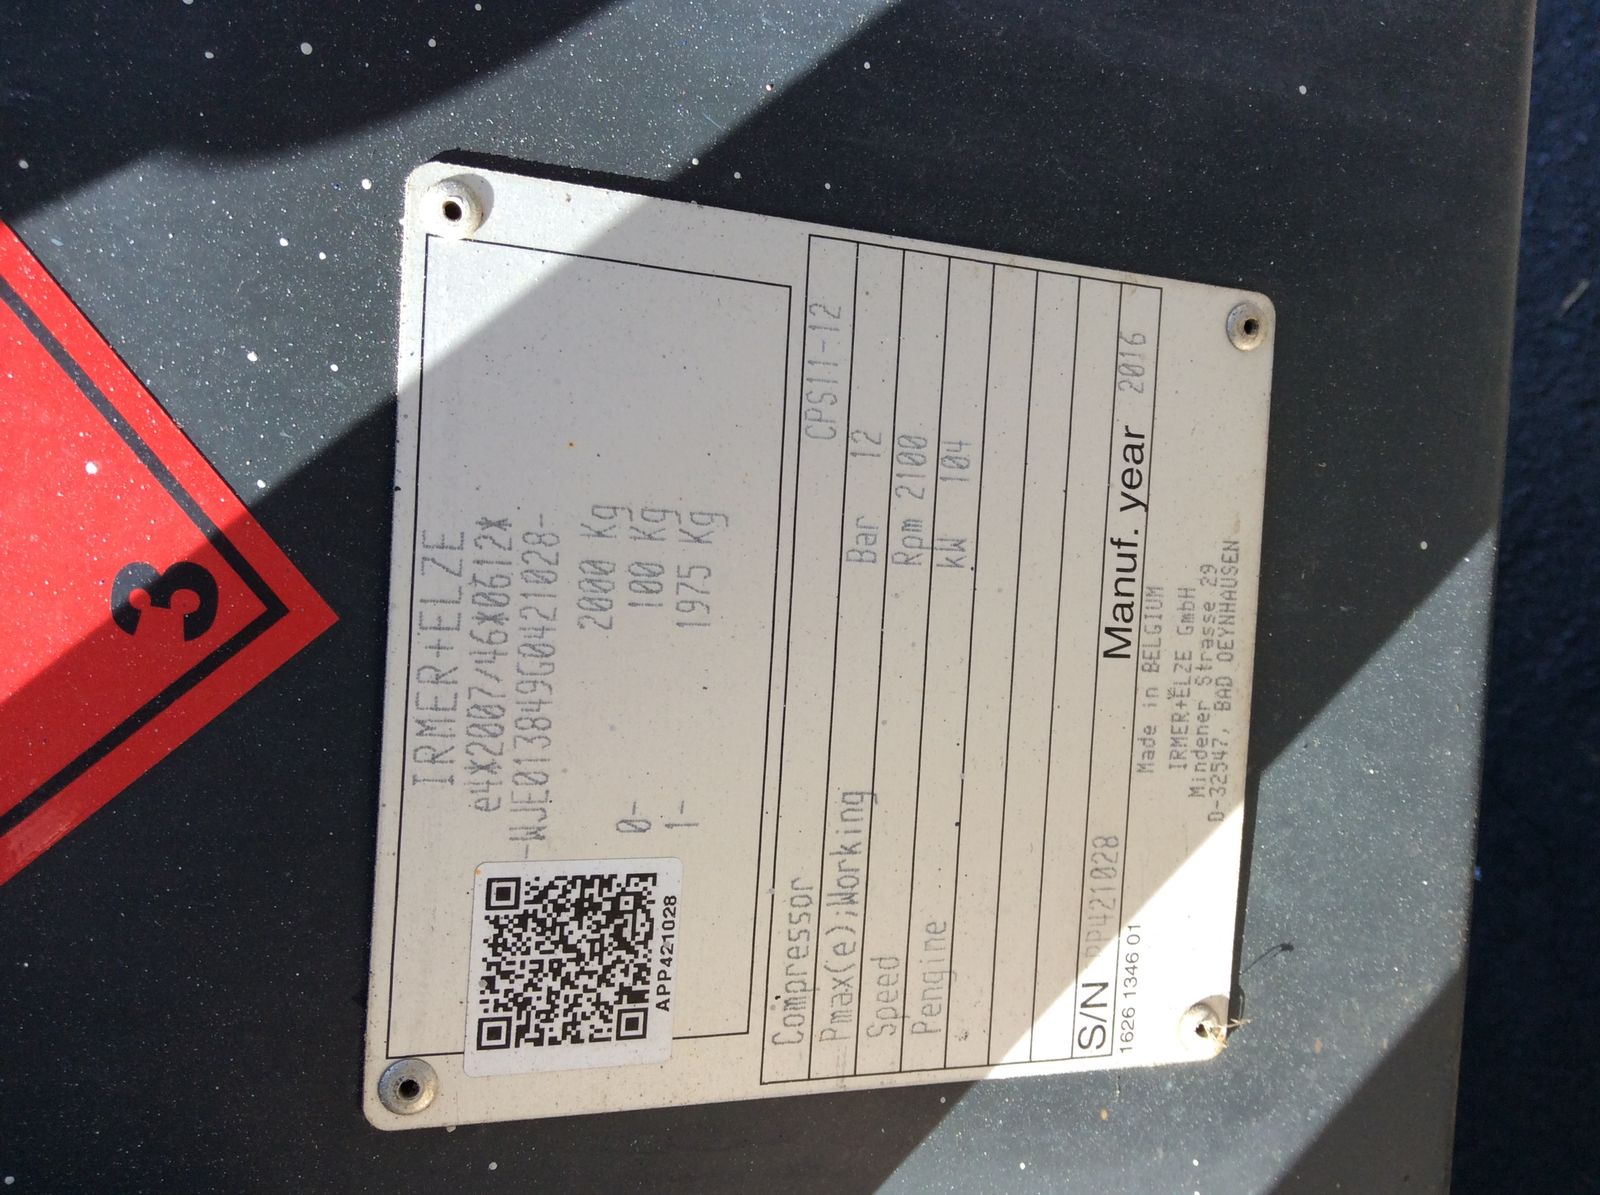 IRMER+ELZE
e4*2007/46*0612*
-WJE013849G0421028-
2000 Kg
0- 100 Kg
1- 1975 Kg
APP421028
Compressor CPS11-12
Pmax(e);Working Bar 12
Speed Rpm 2100
Pengine kW 104
S/N APP421028 Manuf. year 2016
1626 1346 01
Made in BELGIUM
IRMER+ELZE GmbH
Mindener Strasse 29
D-32547, BAD OEYNHAUSEN
3